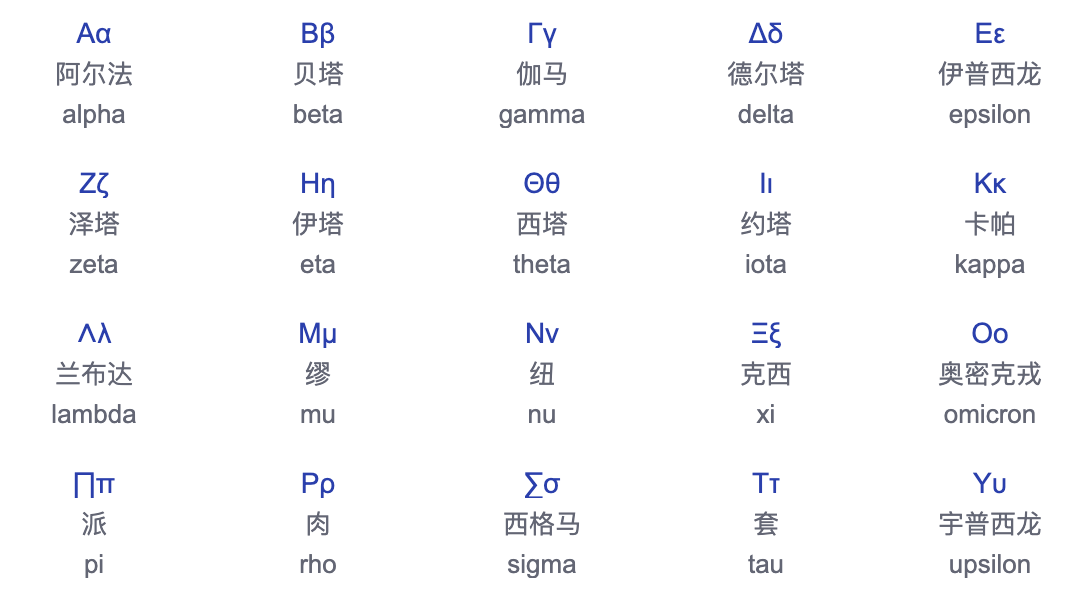 Αα Ββ Γγ Δδ Εε
阿尔法 贝塔 伽马 德尔塔 伊普西龙
alpha beta gamma delta epsilon
Ζζ Ηη Θθ Ιι Κκ
泽塔 伊塔 西塔 约塔 卡帕
zeta eta theta iota kappa
Λλ Μμ Νν Ξξ Οο
兰布达 缪 纽 克西 奥密克戎
lambda mu nu xi omicron
∏π Ρρ ∑σ Ττ Υυ
派 肉 西格马 套 宇普西龙
pi rho sigma tau upsilon